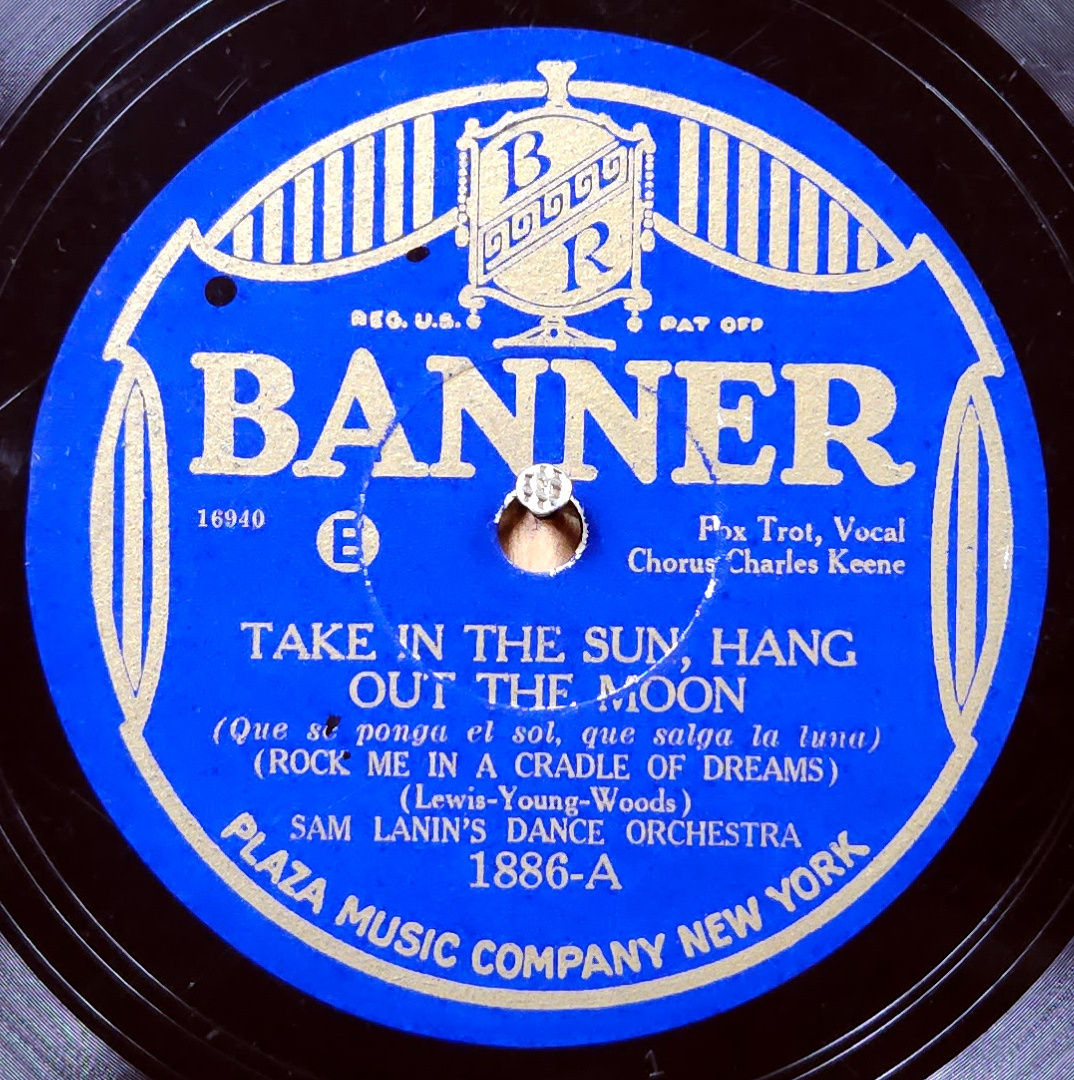 B
R
REG. U.S. PAT OFF
BANNER
16940
E
Fox Trot, Vocal
Chorus Charles Keene
TAKE IN THE SUN, HANG
OUT THE MOON
(Que se ponga el sol, que salga la luna)
(ROCK ME IN A CRADLE OF DREAMS)
(Lewis-Young-Woods)
SAM LANIN'S DANCE ORCHESTRA
1886-A
PLAZA MUSIC COMPANY NEW YORK
1